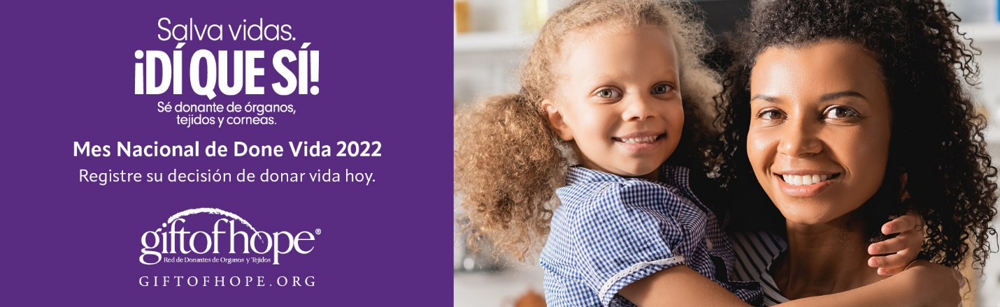 Salva vidas.
¡DÍ QUE SÍ!
Sé donante de órganos,
tejidos y corneas.
Mes Nacional de Done Vida 2022
Registre su decisión de donar vida hoy.
giftofhope®
Red de Donantes de Organos y Tejidos
GIFTOFHOPE.ORG